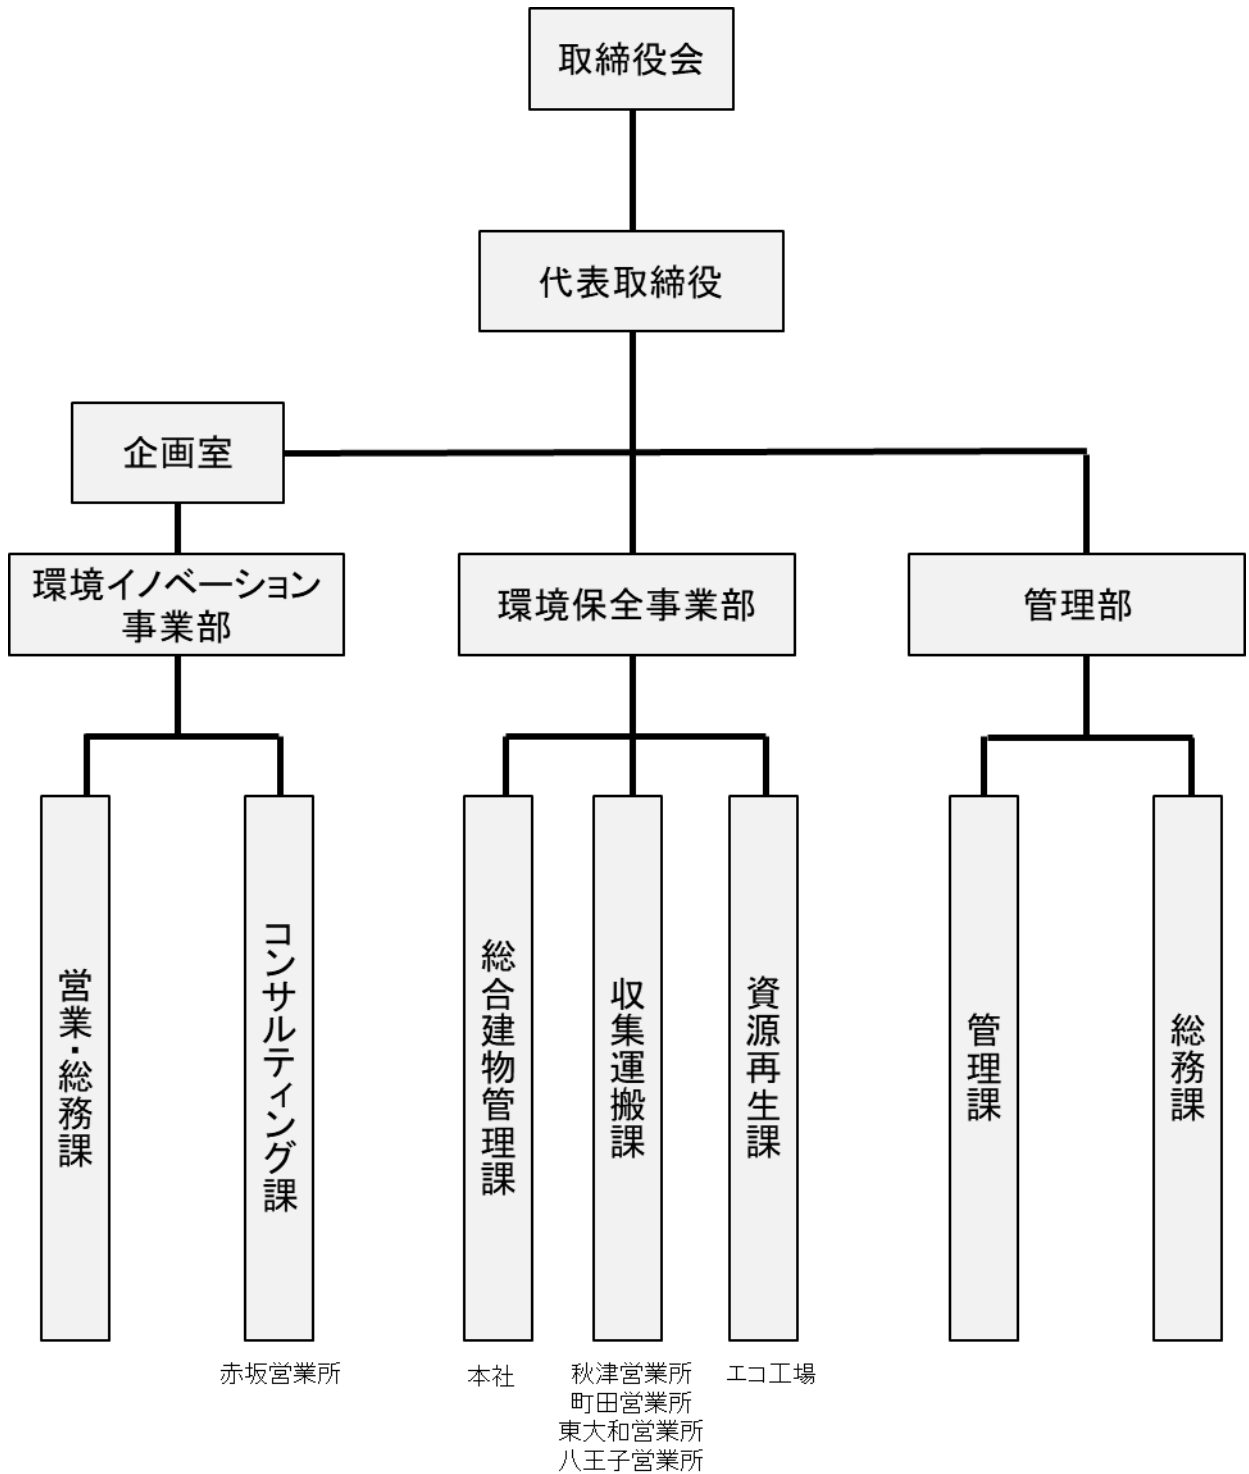 取締役会
代表取締役
企画室
環境イノベーション
事業部
環境保全事業部
管理部
営業・総務課
コンサルティング課
総合建物管理課
収集運搬課
資源再生課
管理課
総務課
赤坂営業所
本社
秋津営業所
町田営業所
東大和営業所
八王子営業所
エコ工場